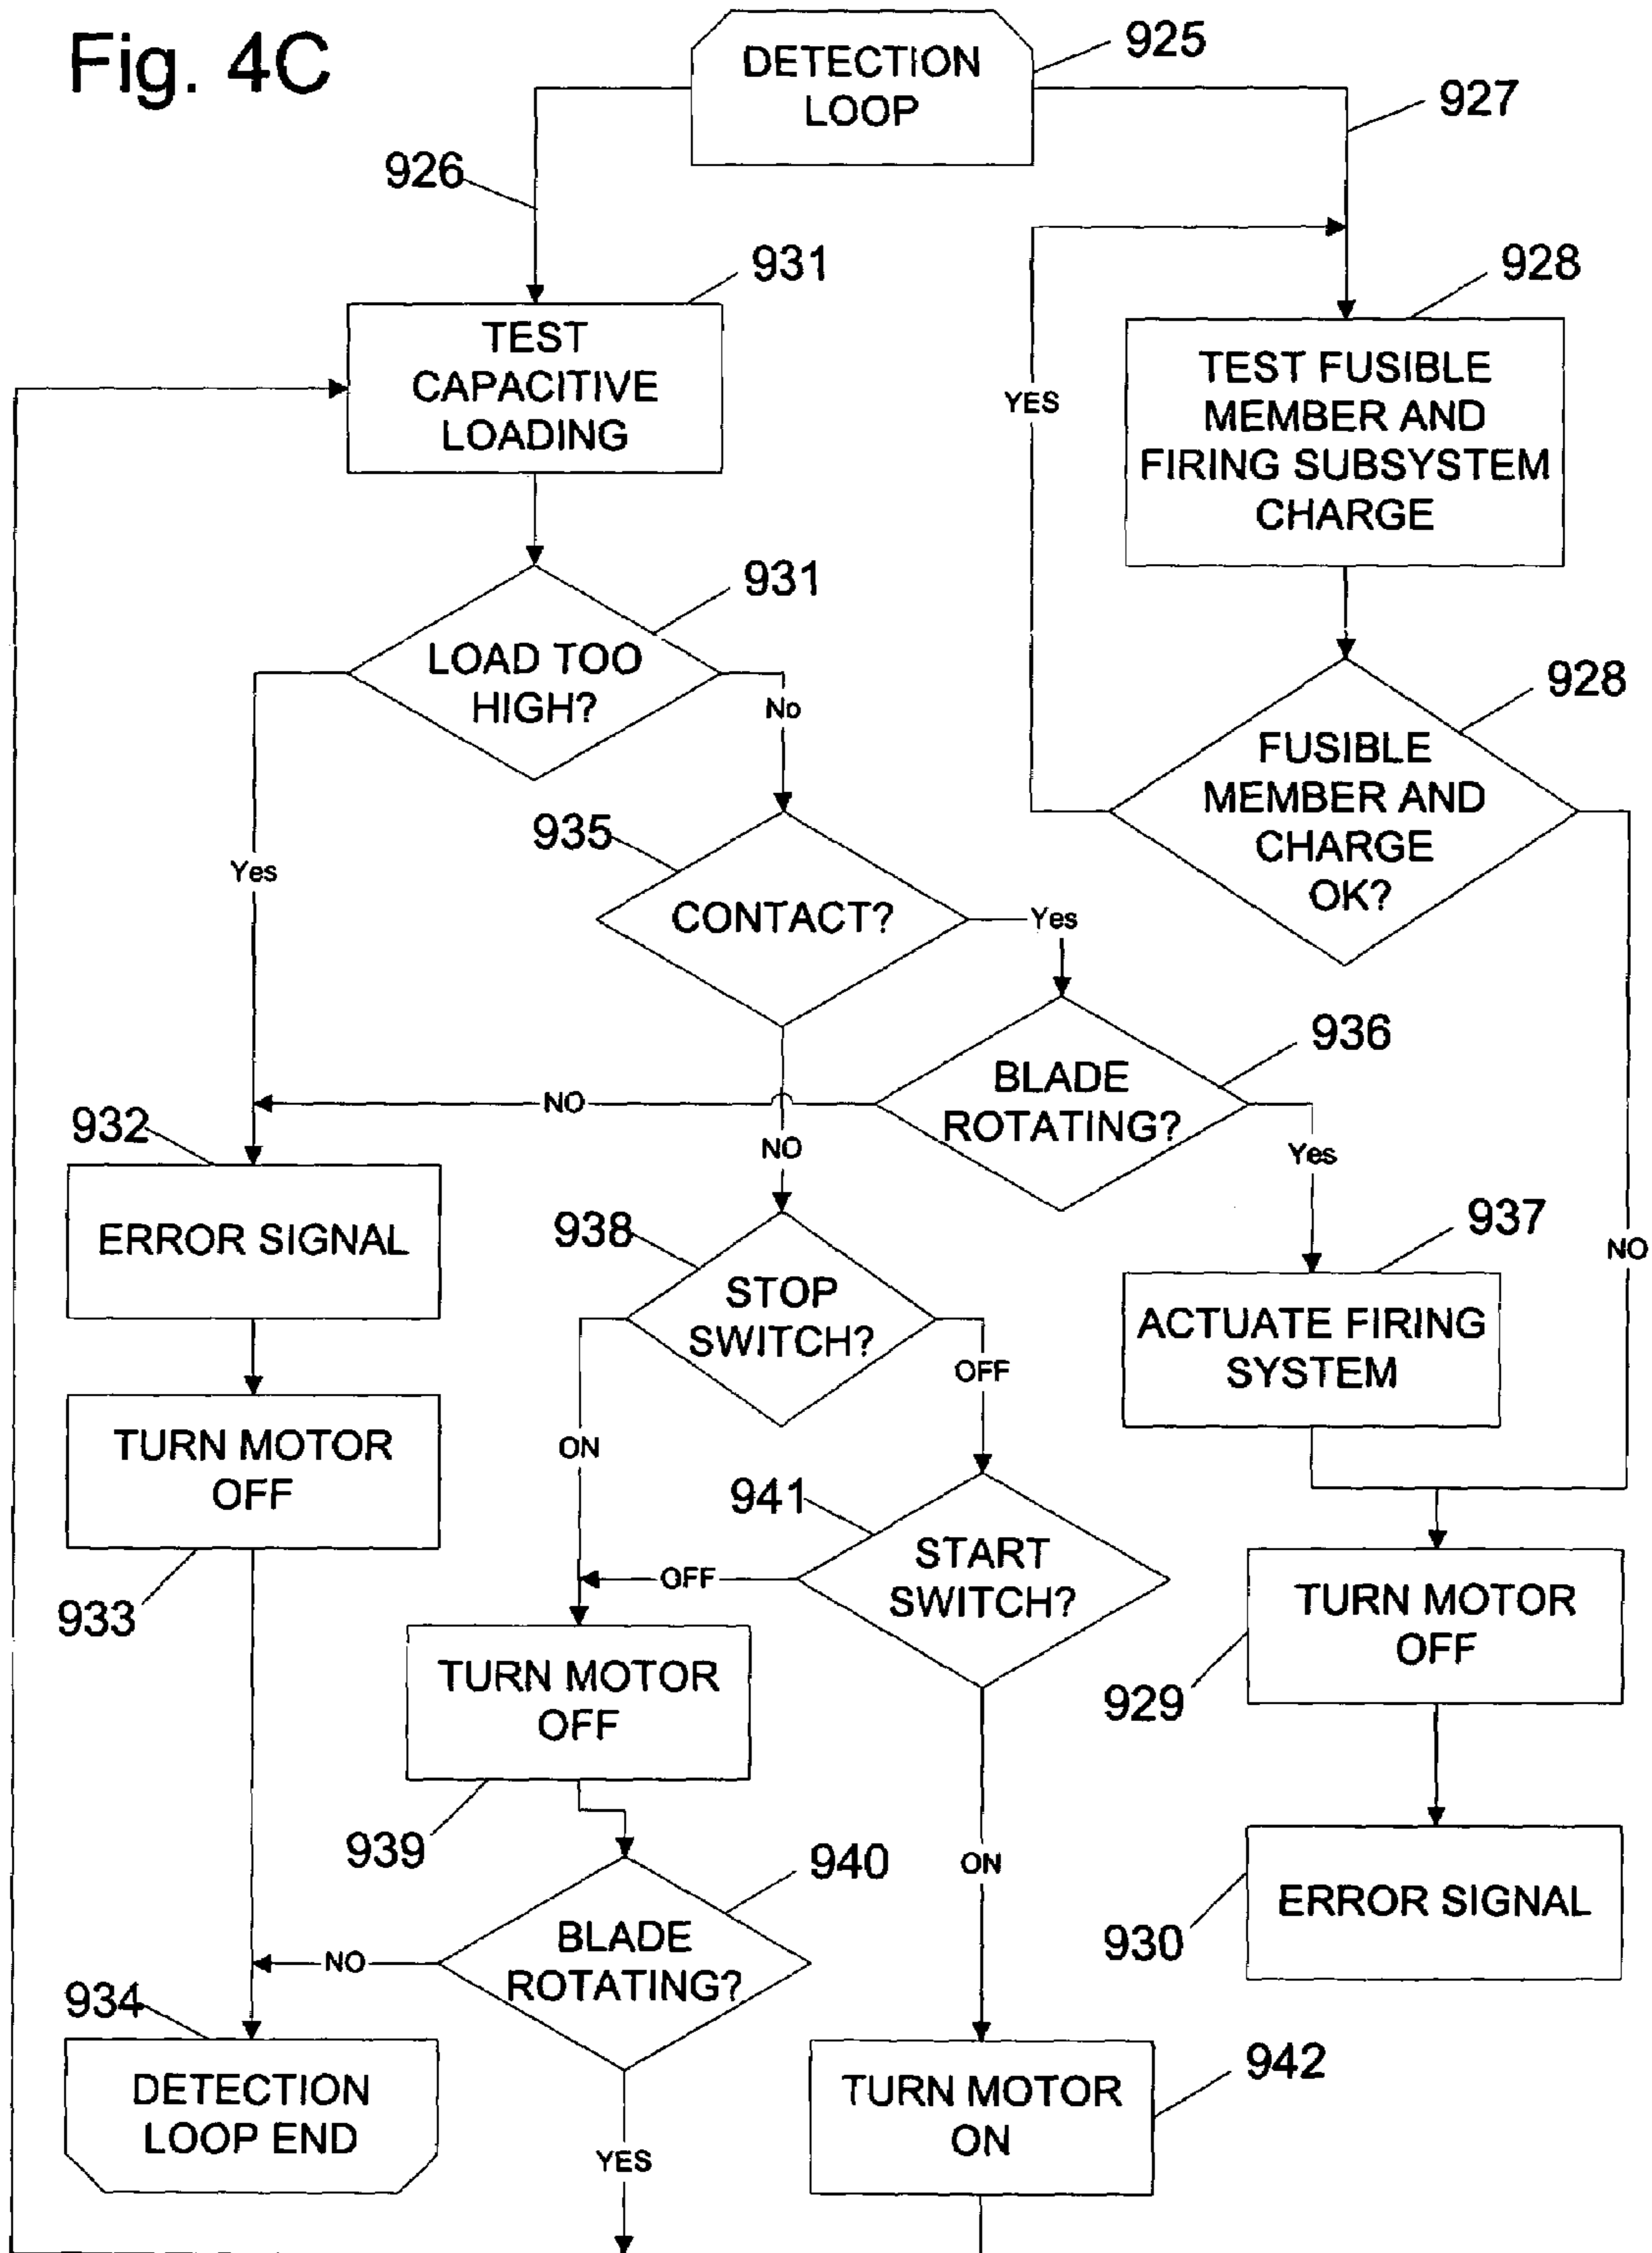 Fig. 4C
DETECTION
LOOP
925
927
926
931
TEST
CAPACITIVE
LOADING
928
TEST FUSIBLE
MEMBER AND
FIRING SUBSYSTEM
CHARGE
YES
931
LOAD TOO
HIGH?
No
Yes
928
FUSIBLE
MEMBER AND
CHARGE
OK?
935
CONTACT?
Yes
936
BLADE
ROTATING?
NO
NO
Yes
932
ERROR SIGNAL
938
STOP
SWITCH?
937
NO
ACTUATE FIRING
SYSTEM
OFF
ON
TURN MOTOR
OFF
933
941
START
SWITCH?
OFF
TURN MOTOR
OFF
929
TURN MOTOR
OFF
939
940
ON
ERROR SIGNAL
930
BLADE
ROTATING?
NO
934
DETECTION
LOOP END
YES
942
TURN MOTOR
ON